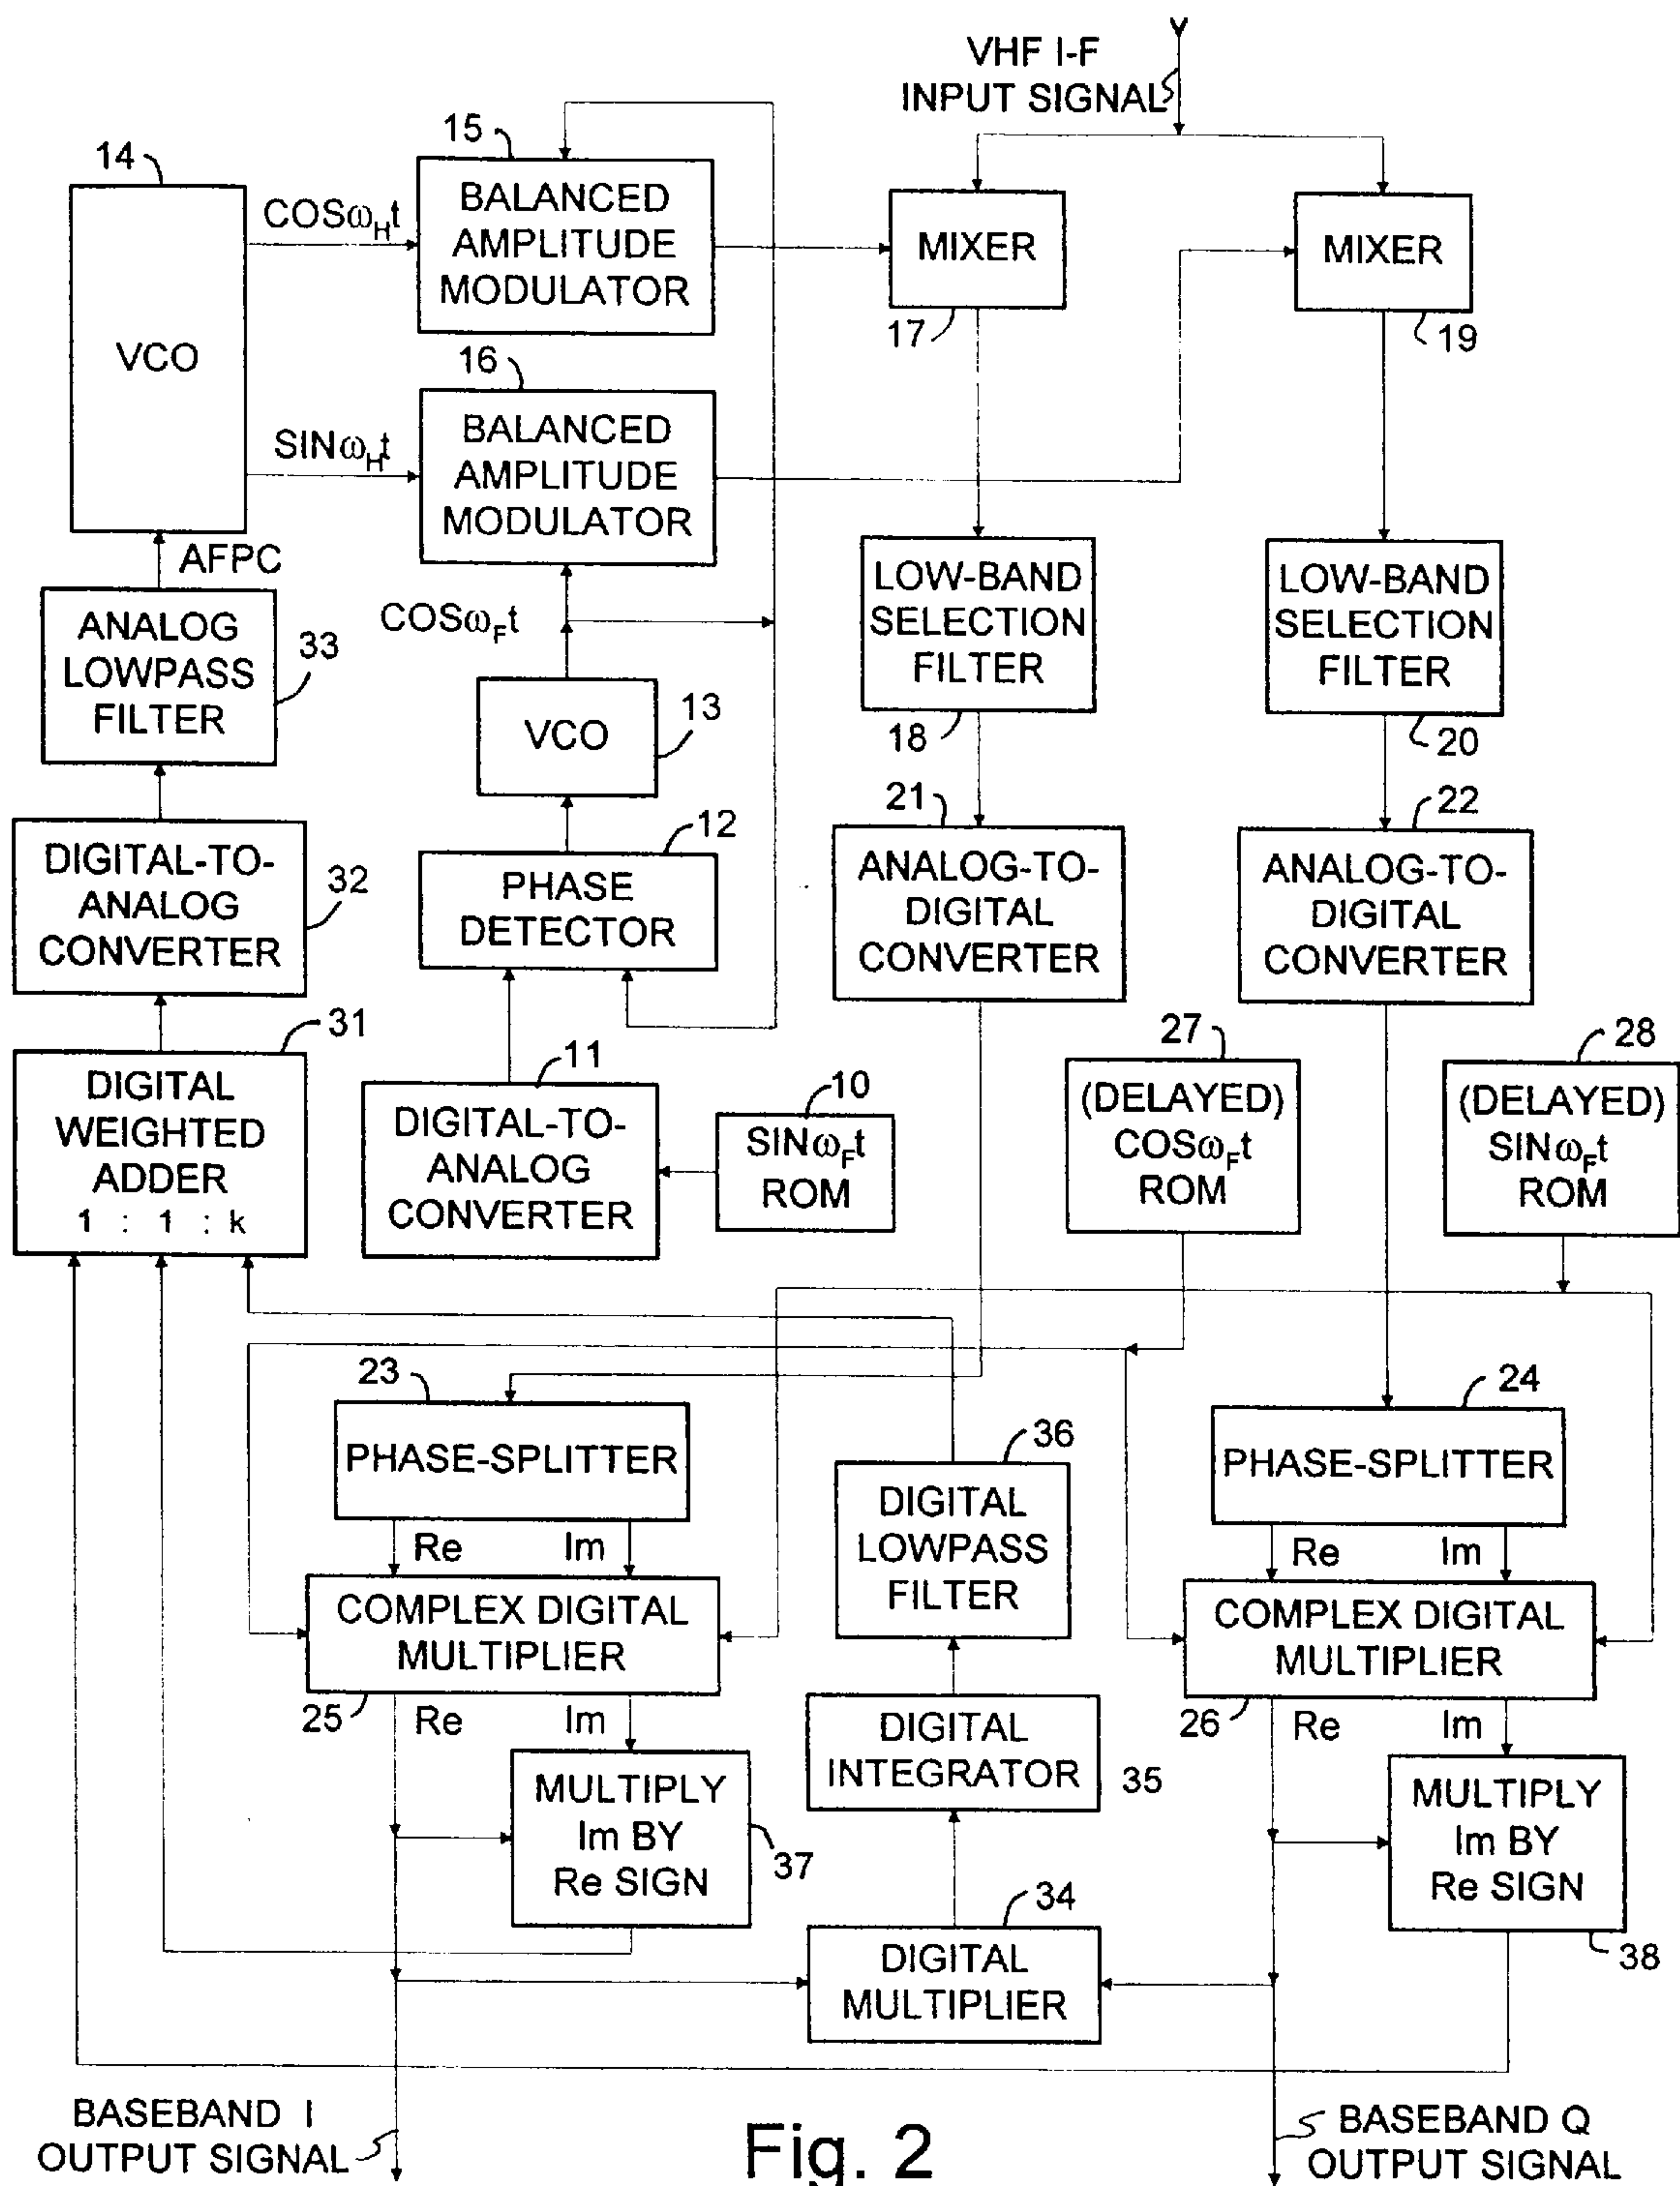 VHF I-F
INPUT SIGNAL
14
VCO
COSωHt
SINωHt
15
BALANCED
AMPLITUDE
MODULATOR
16
BALANCED
AMPLITUDE
MODULATOR
MIXER
17
MIXER
19
AFPC
ANALOG
LOWPASS
FILTER
33
COSωFt
VCO
13
LOW-BAND
SELECTION
FILTER
18
LOW-BAND
SELECTION
FILTER
20
DIGITAL-TO-
ANALOG
CONVERTER
32
12
PHASE
DETECTOR
21
ANALOG-TO-
DIGITAL
CONVERTER
22
ANALOG-TO-
DIGITAL
CONVERTER
31
DIGITAL
WEIGHTED
ADDER
1 : 1 : k
11
DIGITAL-TO-
ANALOG
CONVERTER
10
SINωFt
ROM
27
(DELAYED)
COSωFt
ROM
28
(DELAYED)
SINωFt
ROM
23
PHASE-SPLITTER
Re Im
COMPLEX DIGITAL
MULTIPLIER
25 Re Im
MULTIPLY
Im BY
Re SIGN
37
36
DIGITAL
LOWPASS
FILTER
DIGITAL
INTEGRATOR
35
34
DIGITAL
MULTIPLIER
24
PHASE-SPLITTER
Re Im
COMPLEX DIGITAL
MULTIPLIER
26 Re Im
MULTIPLY
Im BY
Re SIGN
38
BASEBAND I
OUTPUT SIGNAL
Fig. 2
BASEBAND Q
OUTPUT SIGNAL